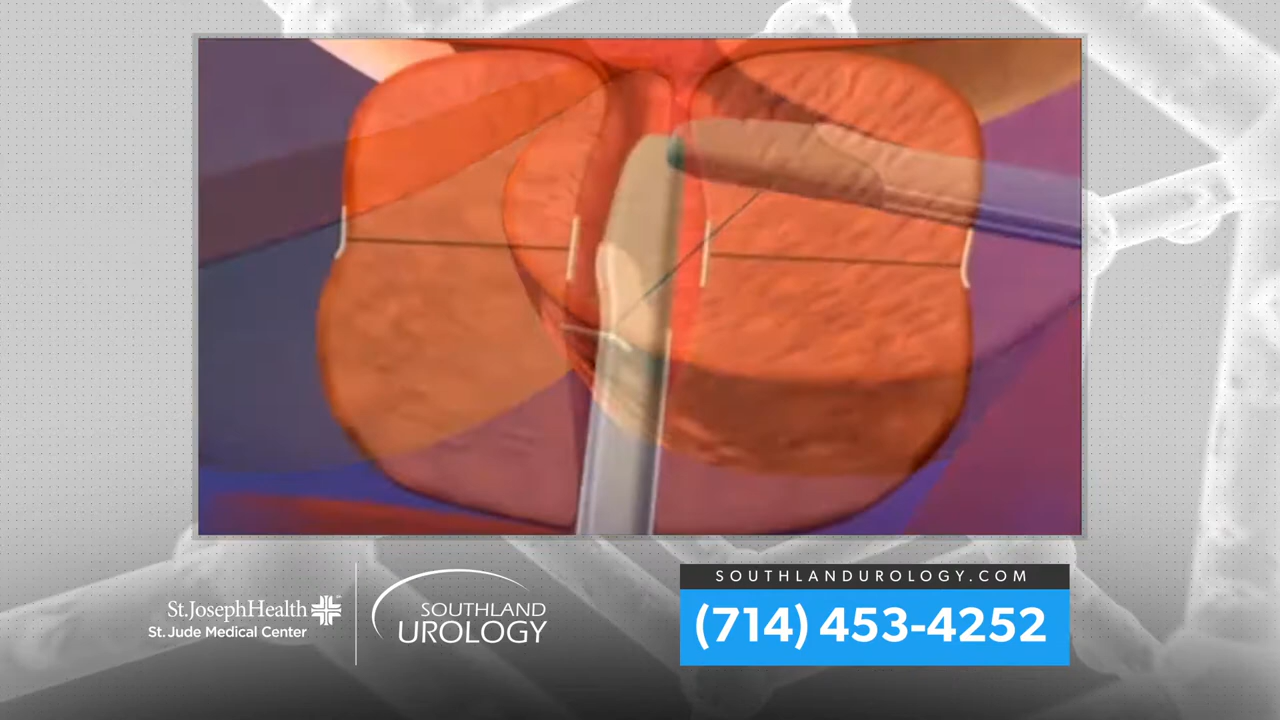 St.JosephHealth
St. Jude Medical Center
SOUTHLAND
UROLOGY
SOUTHLANDUROLOGY.COM
(714) 453-4252